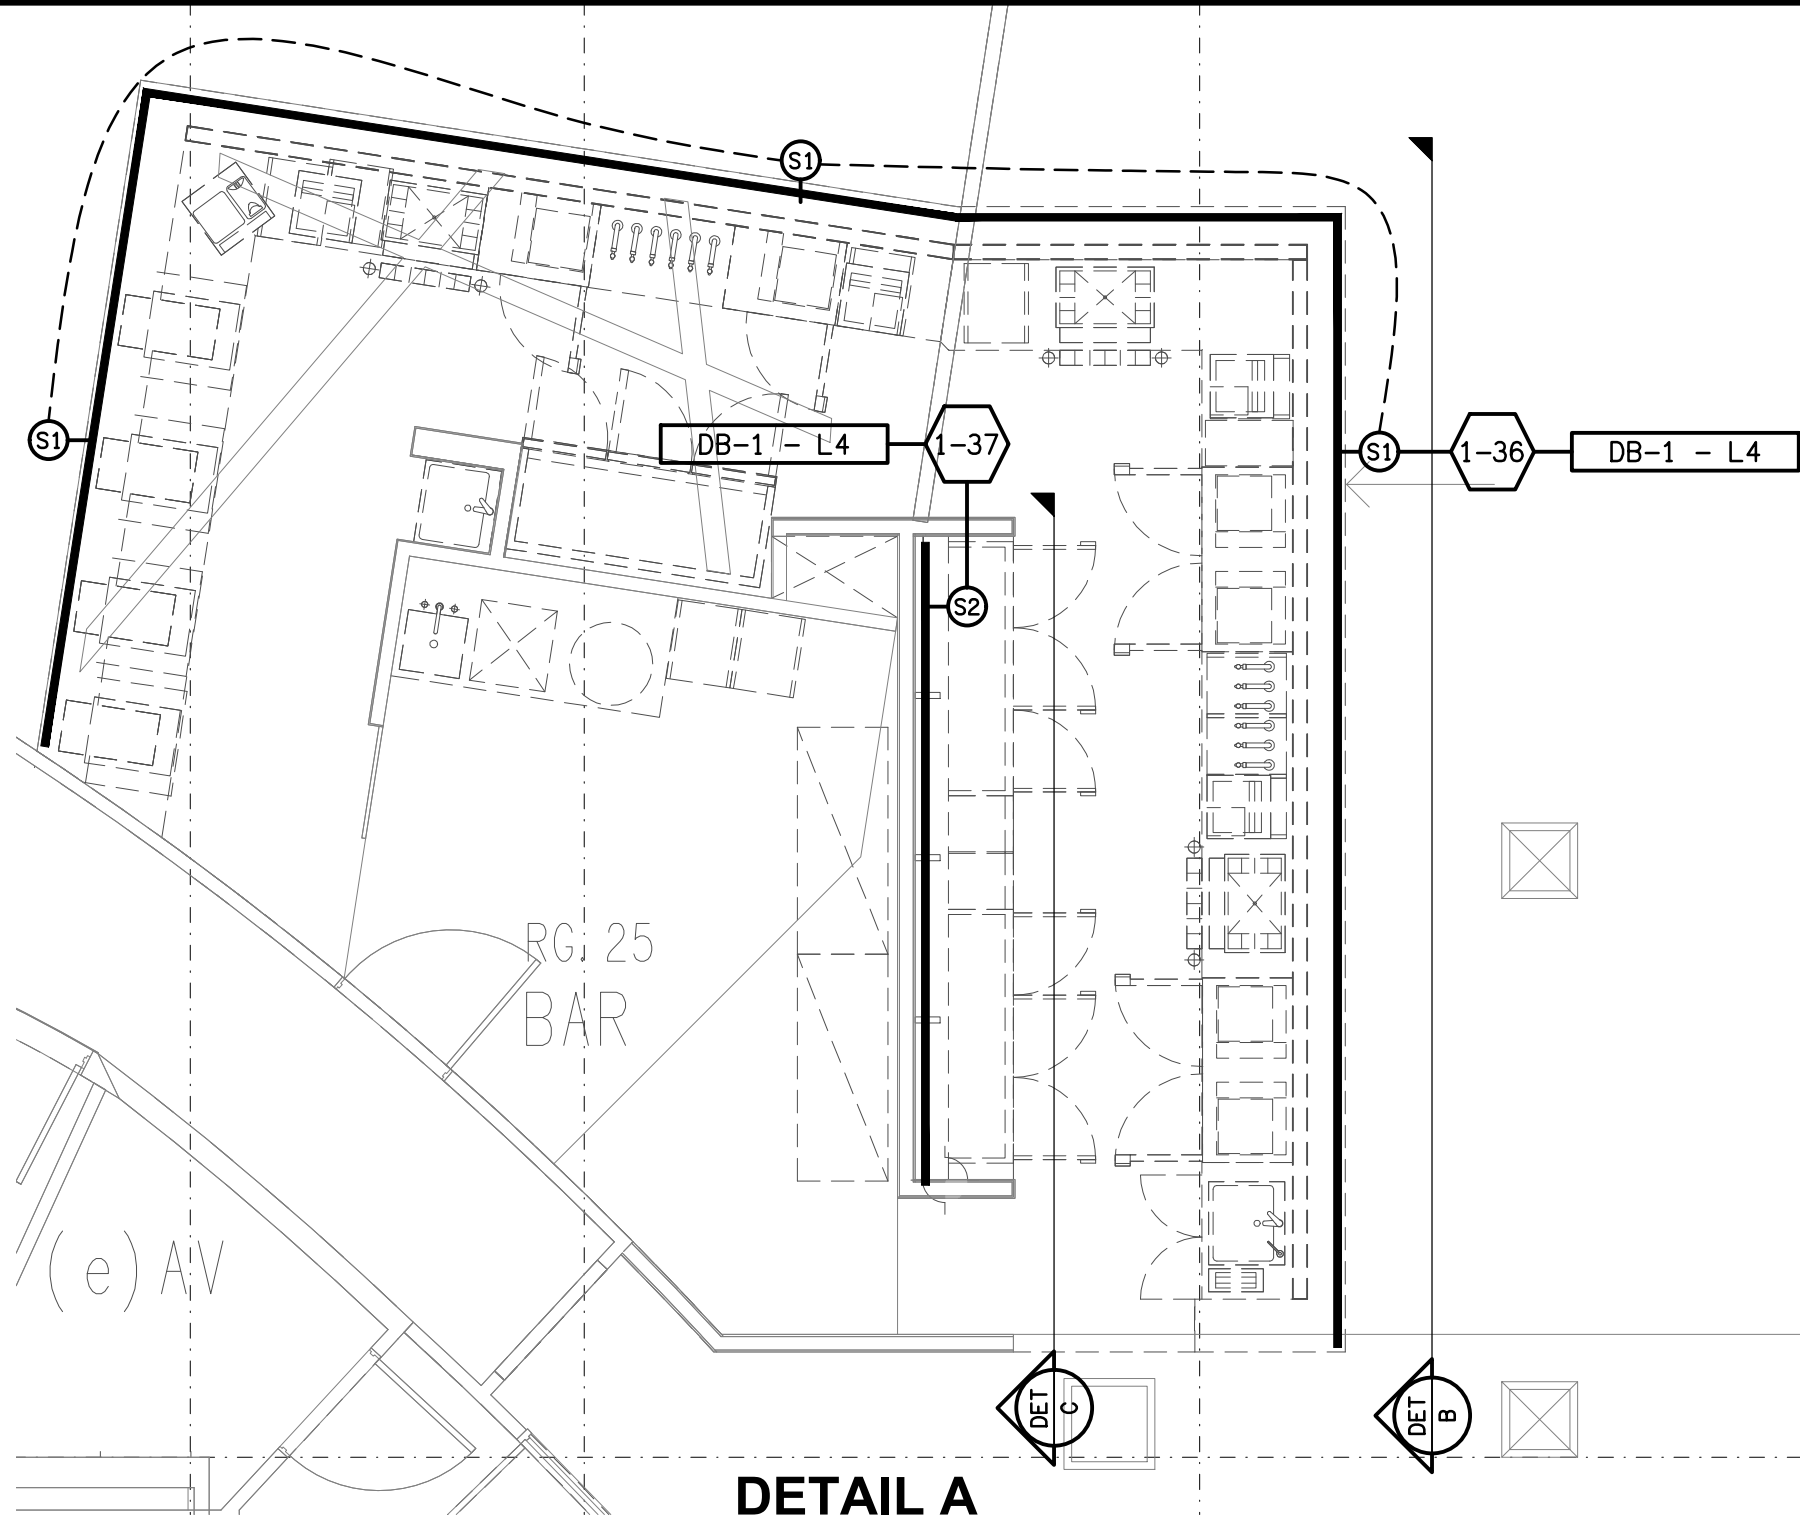 S1
S1
DB-1 - L4
1-37
S1
1-36
DB-1 - L4
S2
RG.25
BAR
(e) AV
DET
C
DET
B
DETAIL A